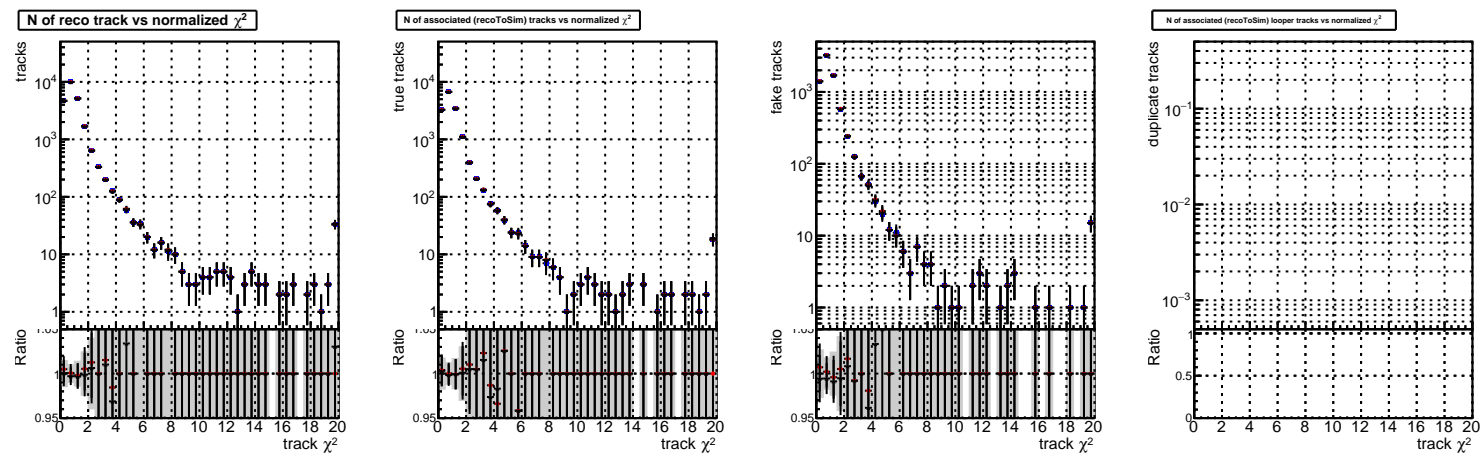 N of reco track vs normalized χ²
tracks
10⁴
10³
10²
10
1
Ratio
1.05
1
0.95
0 2 4 6 8 10 12 14 16 18 20
track χ²
N of associated (recoToSim) tracks vs normalized χ²
true tracks
10⁴
10³
10²
10
1
Ratio
1.05
1
0.95
0 2 4 6 8 10 12 14 16 18 20
track χ²
fake tracks
10³
10²
10
1
Ratio
1
0.95
0 2 4 6 8 10 12 14 16 18 20
track χ²
N of associated (recoToSim) looper tracks vs normalized χ²
duplicate tracks
10⁻¹
10⁻²
10⁻³
Ratio
1
0.5
0
0 2 4 6 8 10 12 14 16 18 20
track χ²